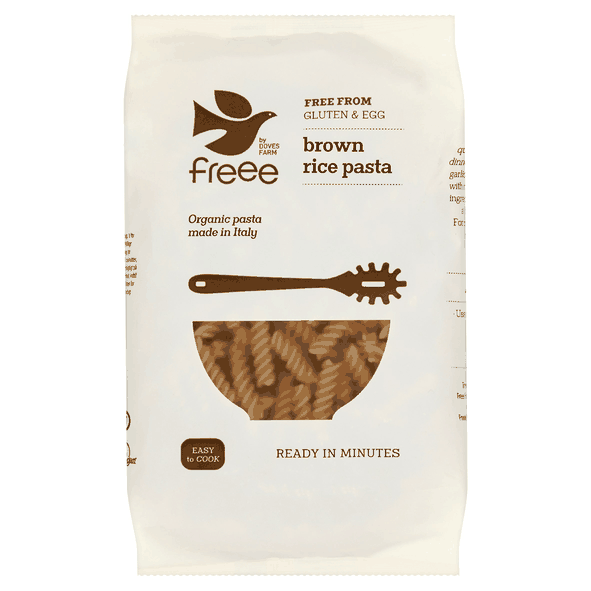 FREE FROM
GLUTEN & EGG
brown
rice pasta
by
DOVES
FARM
freee
Organic pasta
made in Italy
EASY
to COOK
READY IN MINUTES